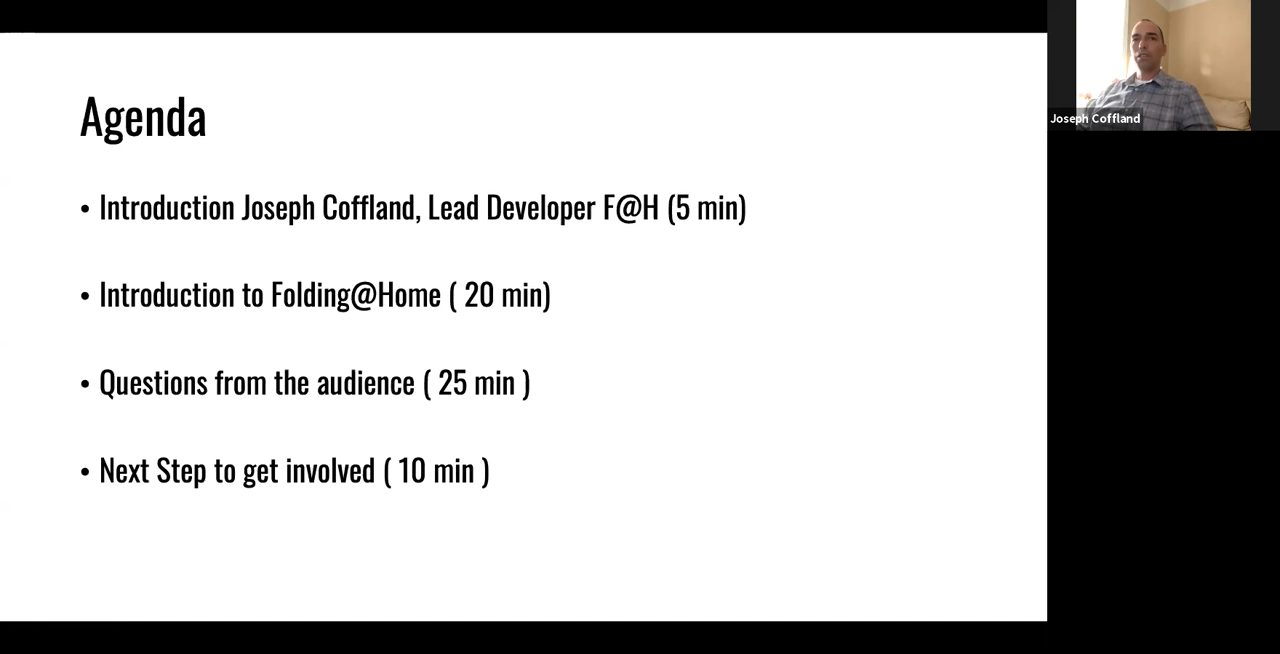 Agenda
• Introduction Joseph Coffland, Lead Developer F@H (5 min)
• Introduction to Folding@Home ( 20 min)
• Questions from the audience ( 25 min )
• Next Step to get involved ( 10 min )
Joseph Coffland